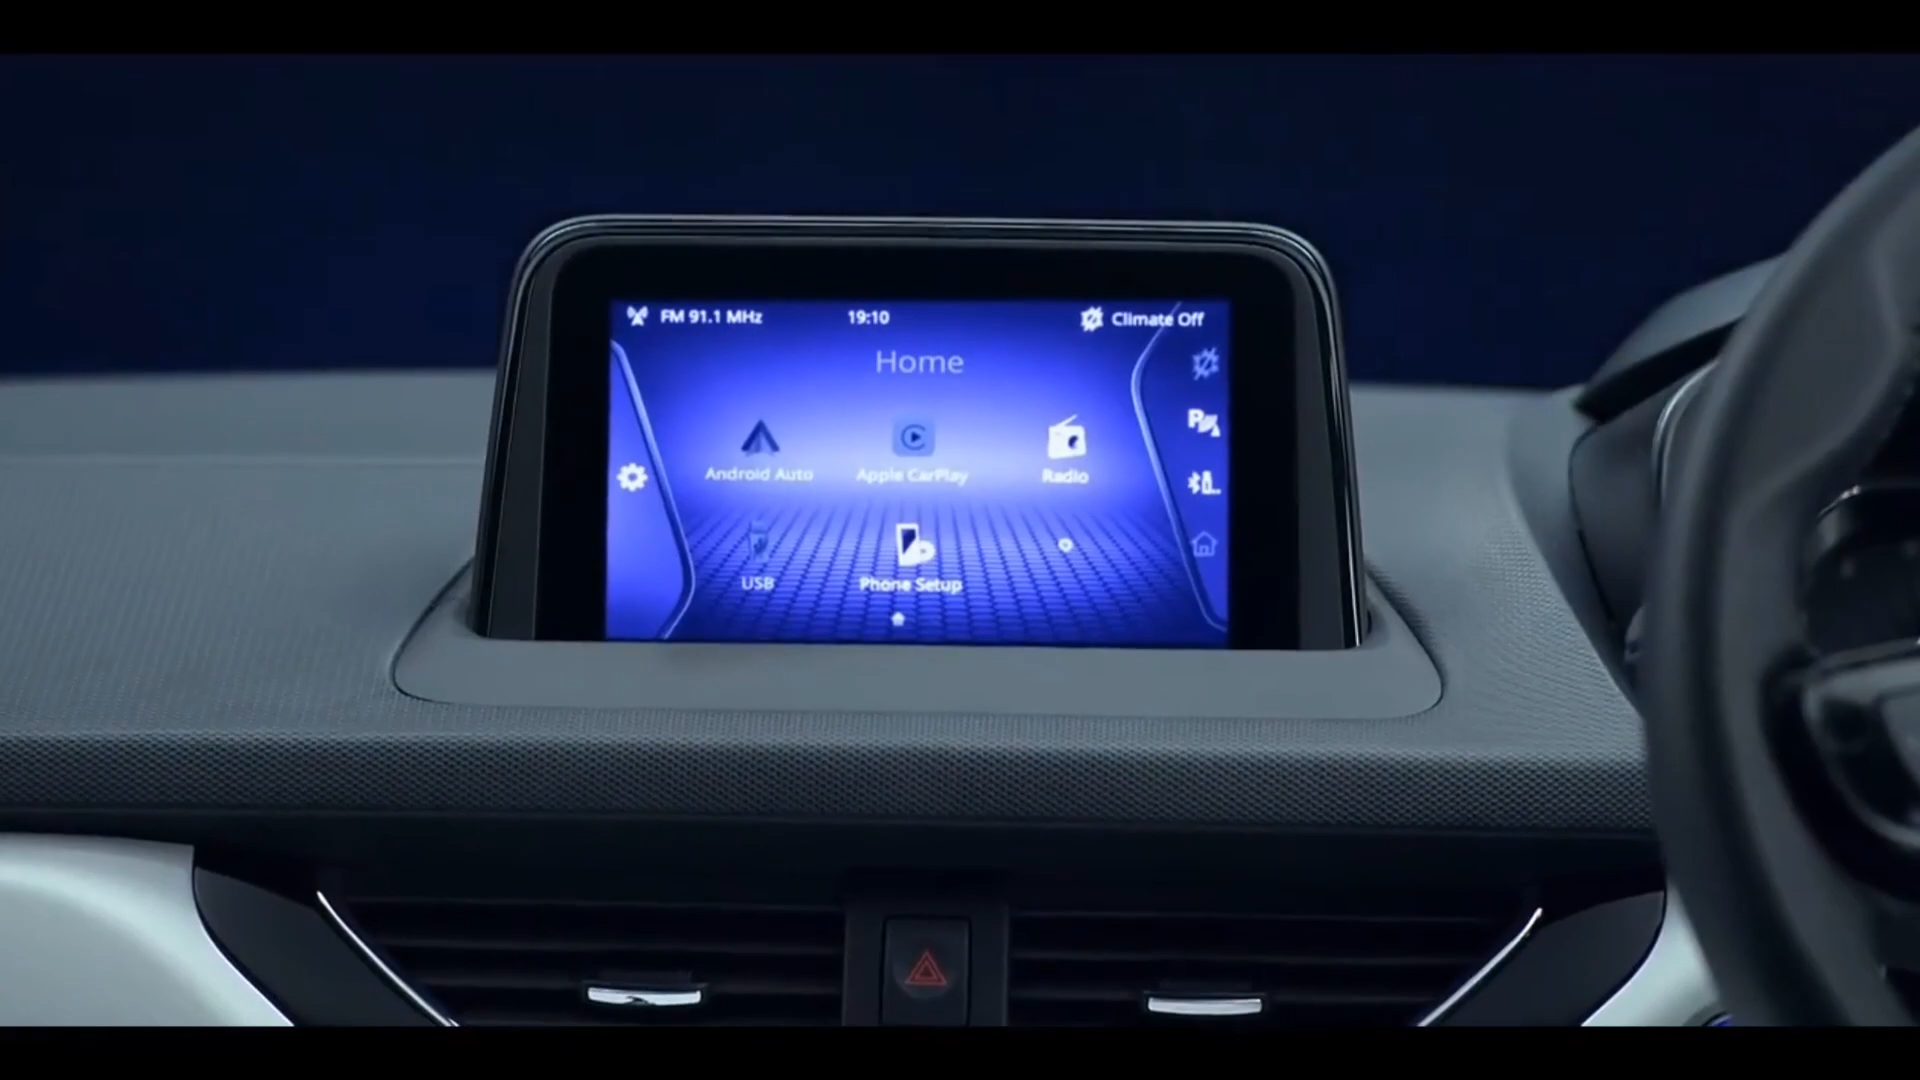 FM 91.1 MHz 19:10 Climate Off
Home
Android Auto Apple CarPlay Radio
USB Phone Setup